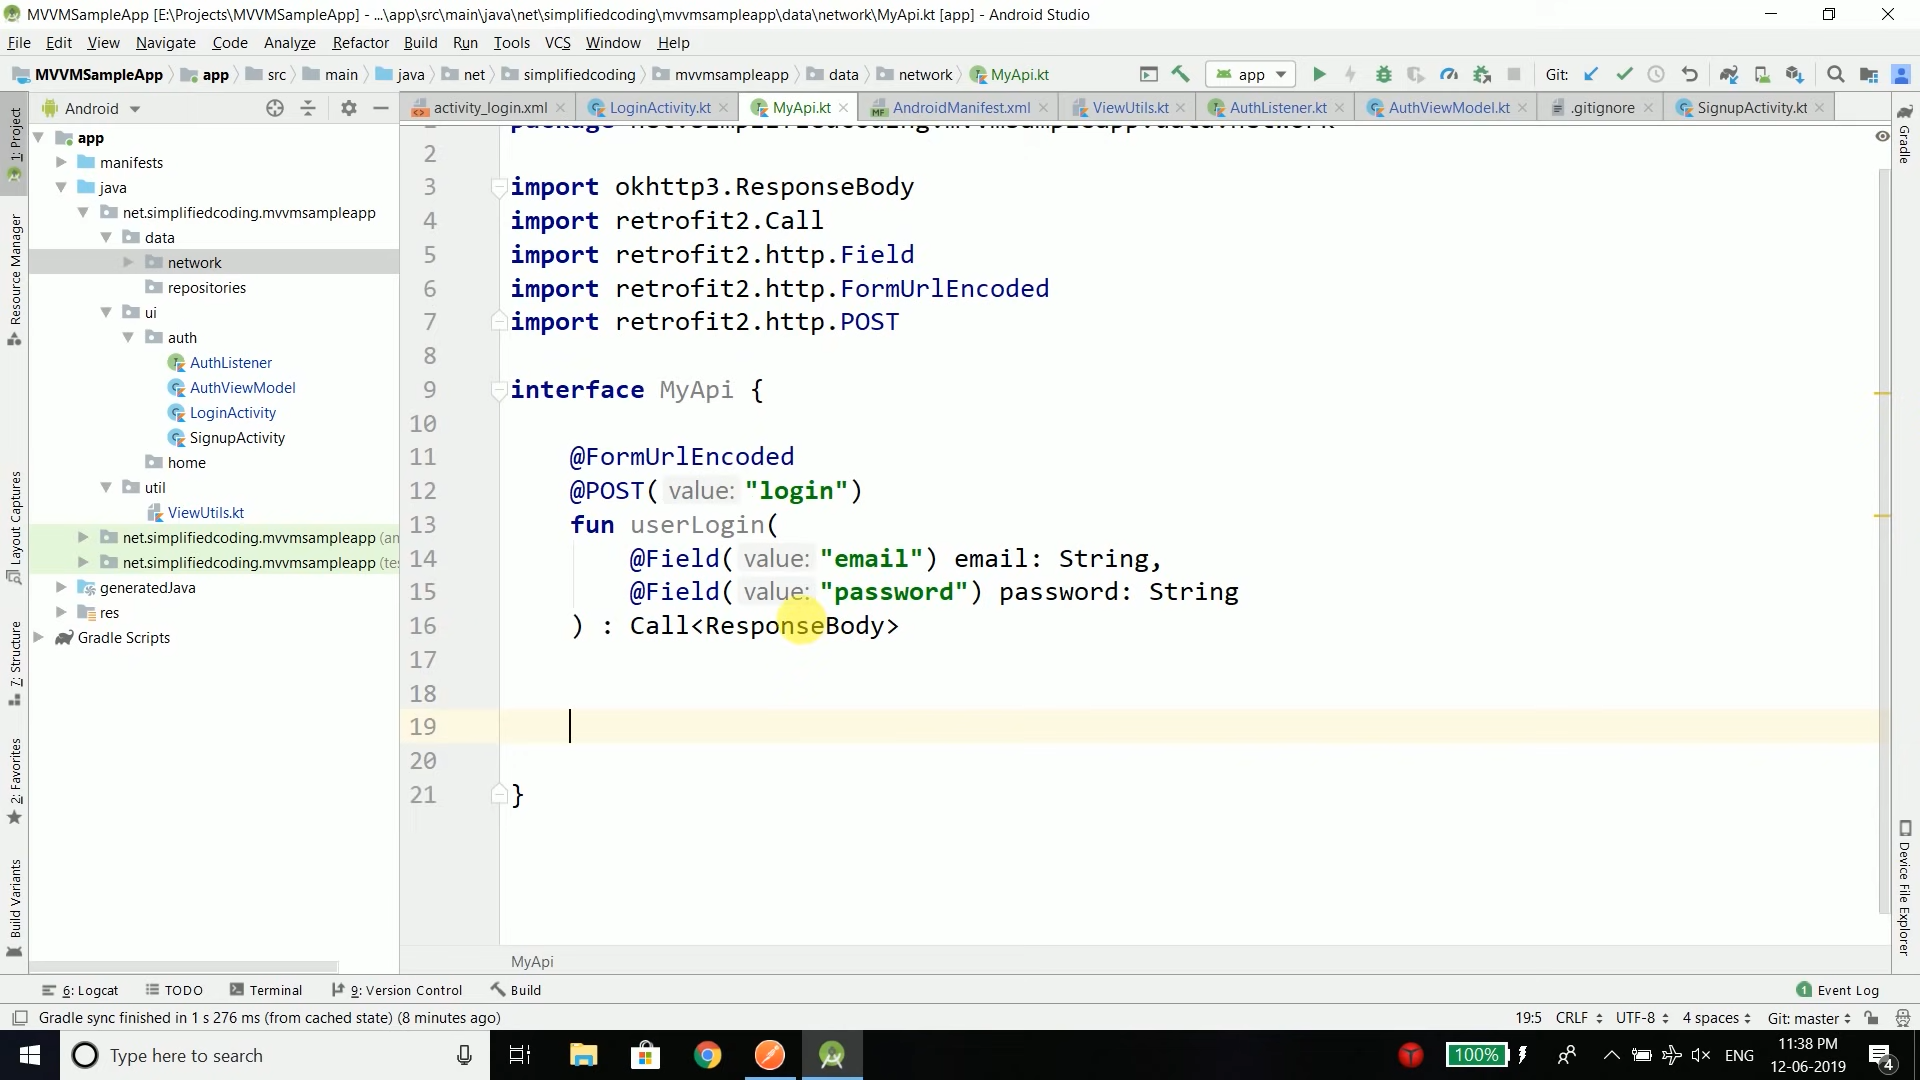 MVVMSampleApp [E:\Projects\MVVMSampleApp] - ...\app\src\main\java\net\simplifiedcoding\mvvmsampleapp\data\network\MyApi.kt [app] - Android Studio
File Edit View Navigate Code Analyze Refactor Build Run Tools VCS Window Help
MVVMSampleApp app src main java net simplifiedcoding mvvmsampleapp data network MyApi.kt app Git:
Android activity_login.xml LoginActivity.kt MyApi.kt AndroidManifest.xml ViewUtils.kt AuthListener.kt AuthViewModel.kt .gitignore SignupActivity.kt
1: Project
Resource Manager
Layout Captures
7: Structure
2: Favorites
Build Variants
app
manifests
java
net.simplifiedcoding.mvvmsampleapp
data
network
repositories
ui
auth
AuthListener
AuthViewModel
LoginActivity
SignupActivity
home
util
ViewUtils.kt
net.simplifiedcoding.mvvmsampleapp (an
net.simplifiedcoding.mvvmsampleapp (tes
generatedJava
res
Gradle Scripts
package net.simplifiedcoding.mvvmsampleapp.data.network
2
3 import okhttp3.ResponseBody
4 import retrofit2.Call
5 import retrofit2.http.Field
6 import retrofit2.http.FormUrlEncoded
7 import retrofit2.http.POST
8
9 interface MyApi {
10
11 @FormUrlEncoded
12 @POST( value: "login")
13 fun userLogin(
14 @Field( value: "email") email: String,
15 @Field( value: "password") password: String
16 ) : Call<ResponseBody>
17
18
19
20
21 }
MyApi
Gradle
Device File Explorer
6: Logcat TODO Terminal 9: Version Control Build 1 Event Log
Gradle sync finished in 1 s 276 ms (from cached state) (8 minutes ago) 19:5 CRLF UTF-8 4 spaces Git: master
Type here to search 100% ENG 11:38 PM
12-06-2019 4